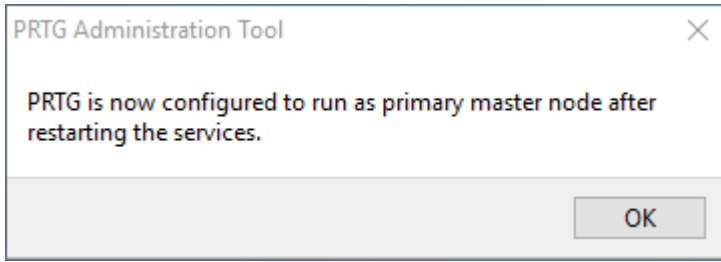 PRTG Administration Tool
PRTG is now configured to run as primary master node after
restarting the services.
OK